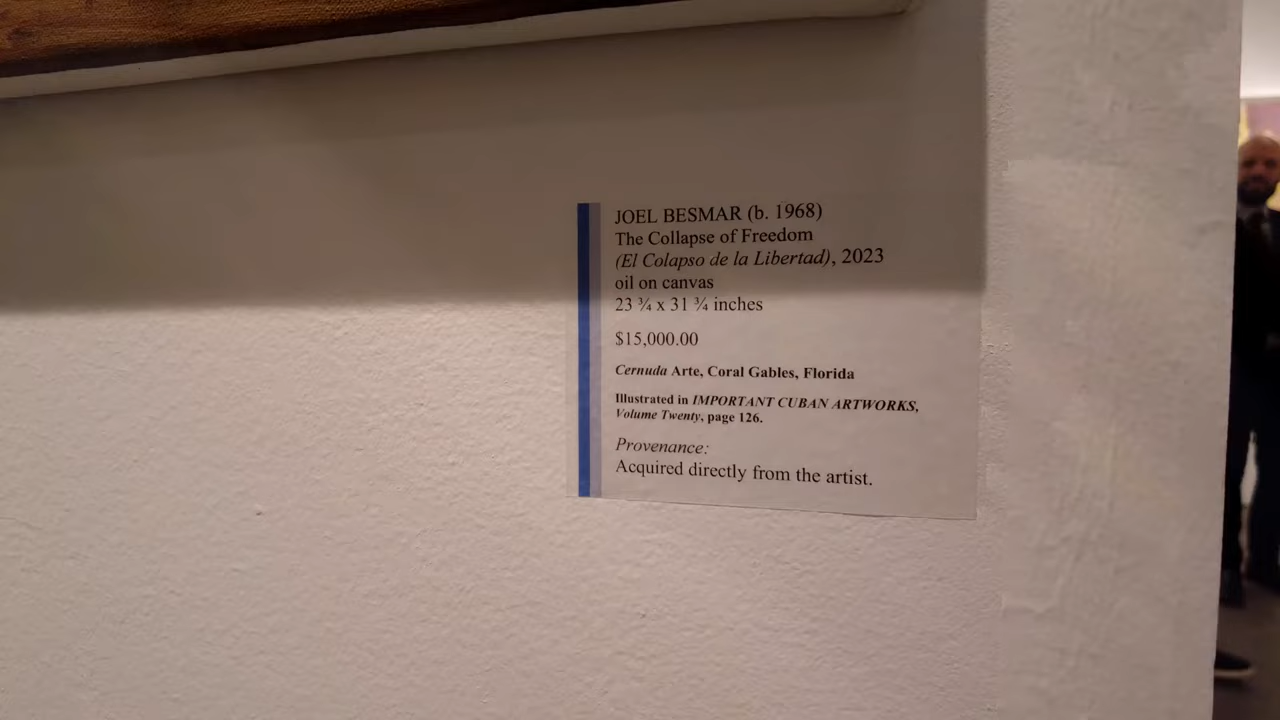 JOEL BESMAR (b. 1968)
The Collapse of Freedom
(El Colapso de la Libertad), 2023
oil on canvas
23 ¾ x 31 ¾ inches
$15,000.00
Cernuda Arte, Coral Gables, Florida
Illustrated in IMPORTANT CUBAN ARTWORKS,
Volume Twenty, page 126.
Provenance:
Acquired directly from the artist.